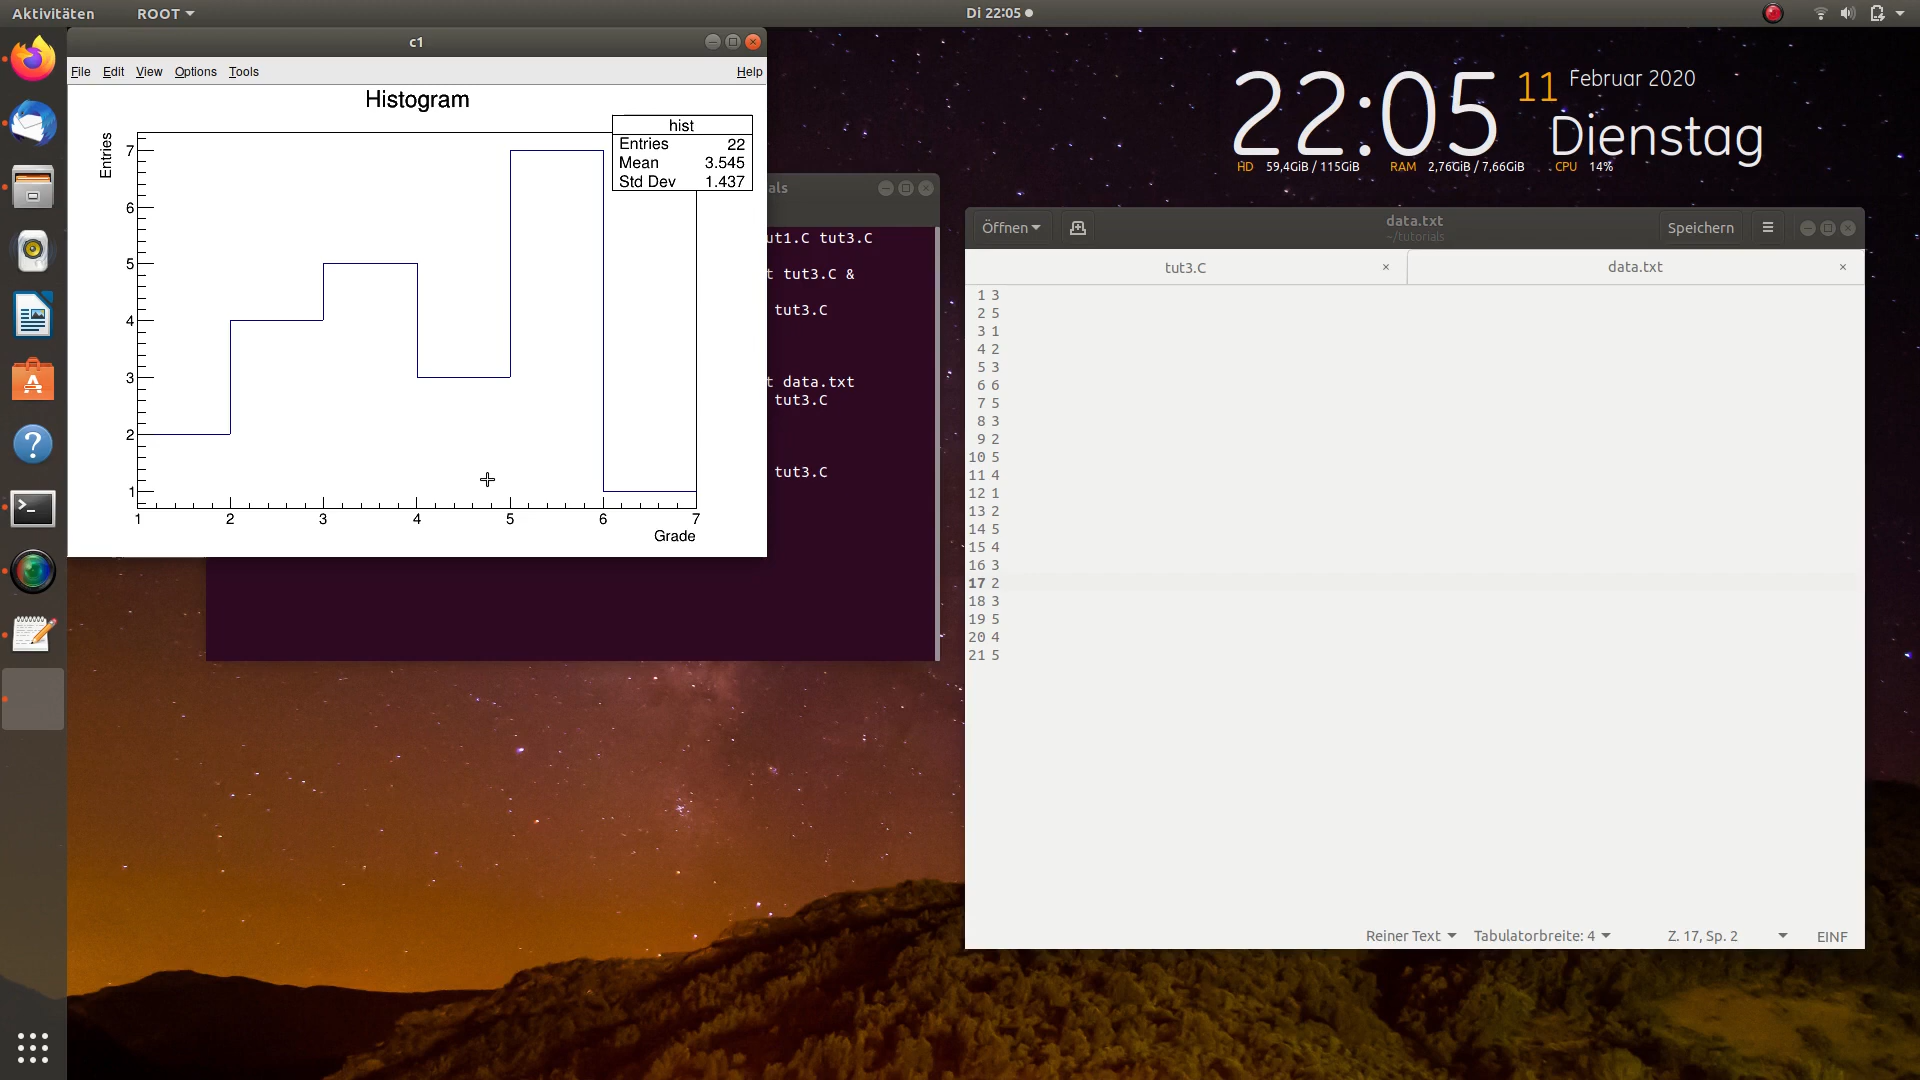 Aktivitäten ROOT Di 22:05
c1
File Edit View Options Tools Help
Histogram
Entries
7
6
5
4
3
2
1
1 2 3 4 5 6 7
Grade
hist
Entries 22
Mean 3.545
Std Dev 1.437
als
ut1.C tut3.C
t tut3.C &
tut3.C
t data.txt
tut3.C
tut3.C
22:05 11 Februar 2020
Dienstag
HD 59,4GiB / 115GiB RAM 2,76GiB / 7,66GiB CPU 14%
Öffnen data.txt Speichern
~/tutorials
tut3.C × data.txt ×
1 3
2 5
3 1
4 2
5 3
6 6
7 5
8 3
9 2
10 5
11 4
12 1
13 2
14 5
15 4
16 3
17 2
18 3
19 5
20 4
21 5
Reiner Text Tabulatorbreite: 4 Z. 17, Sp. 2 EINF